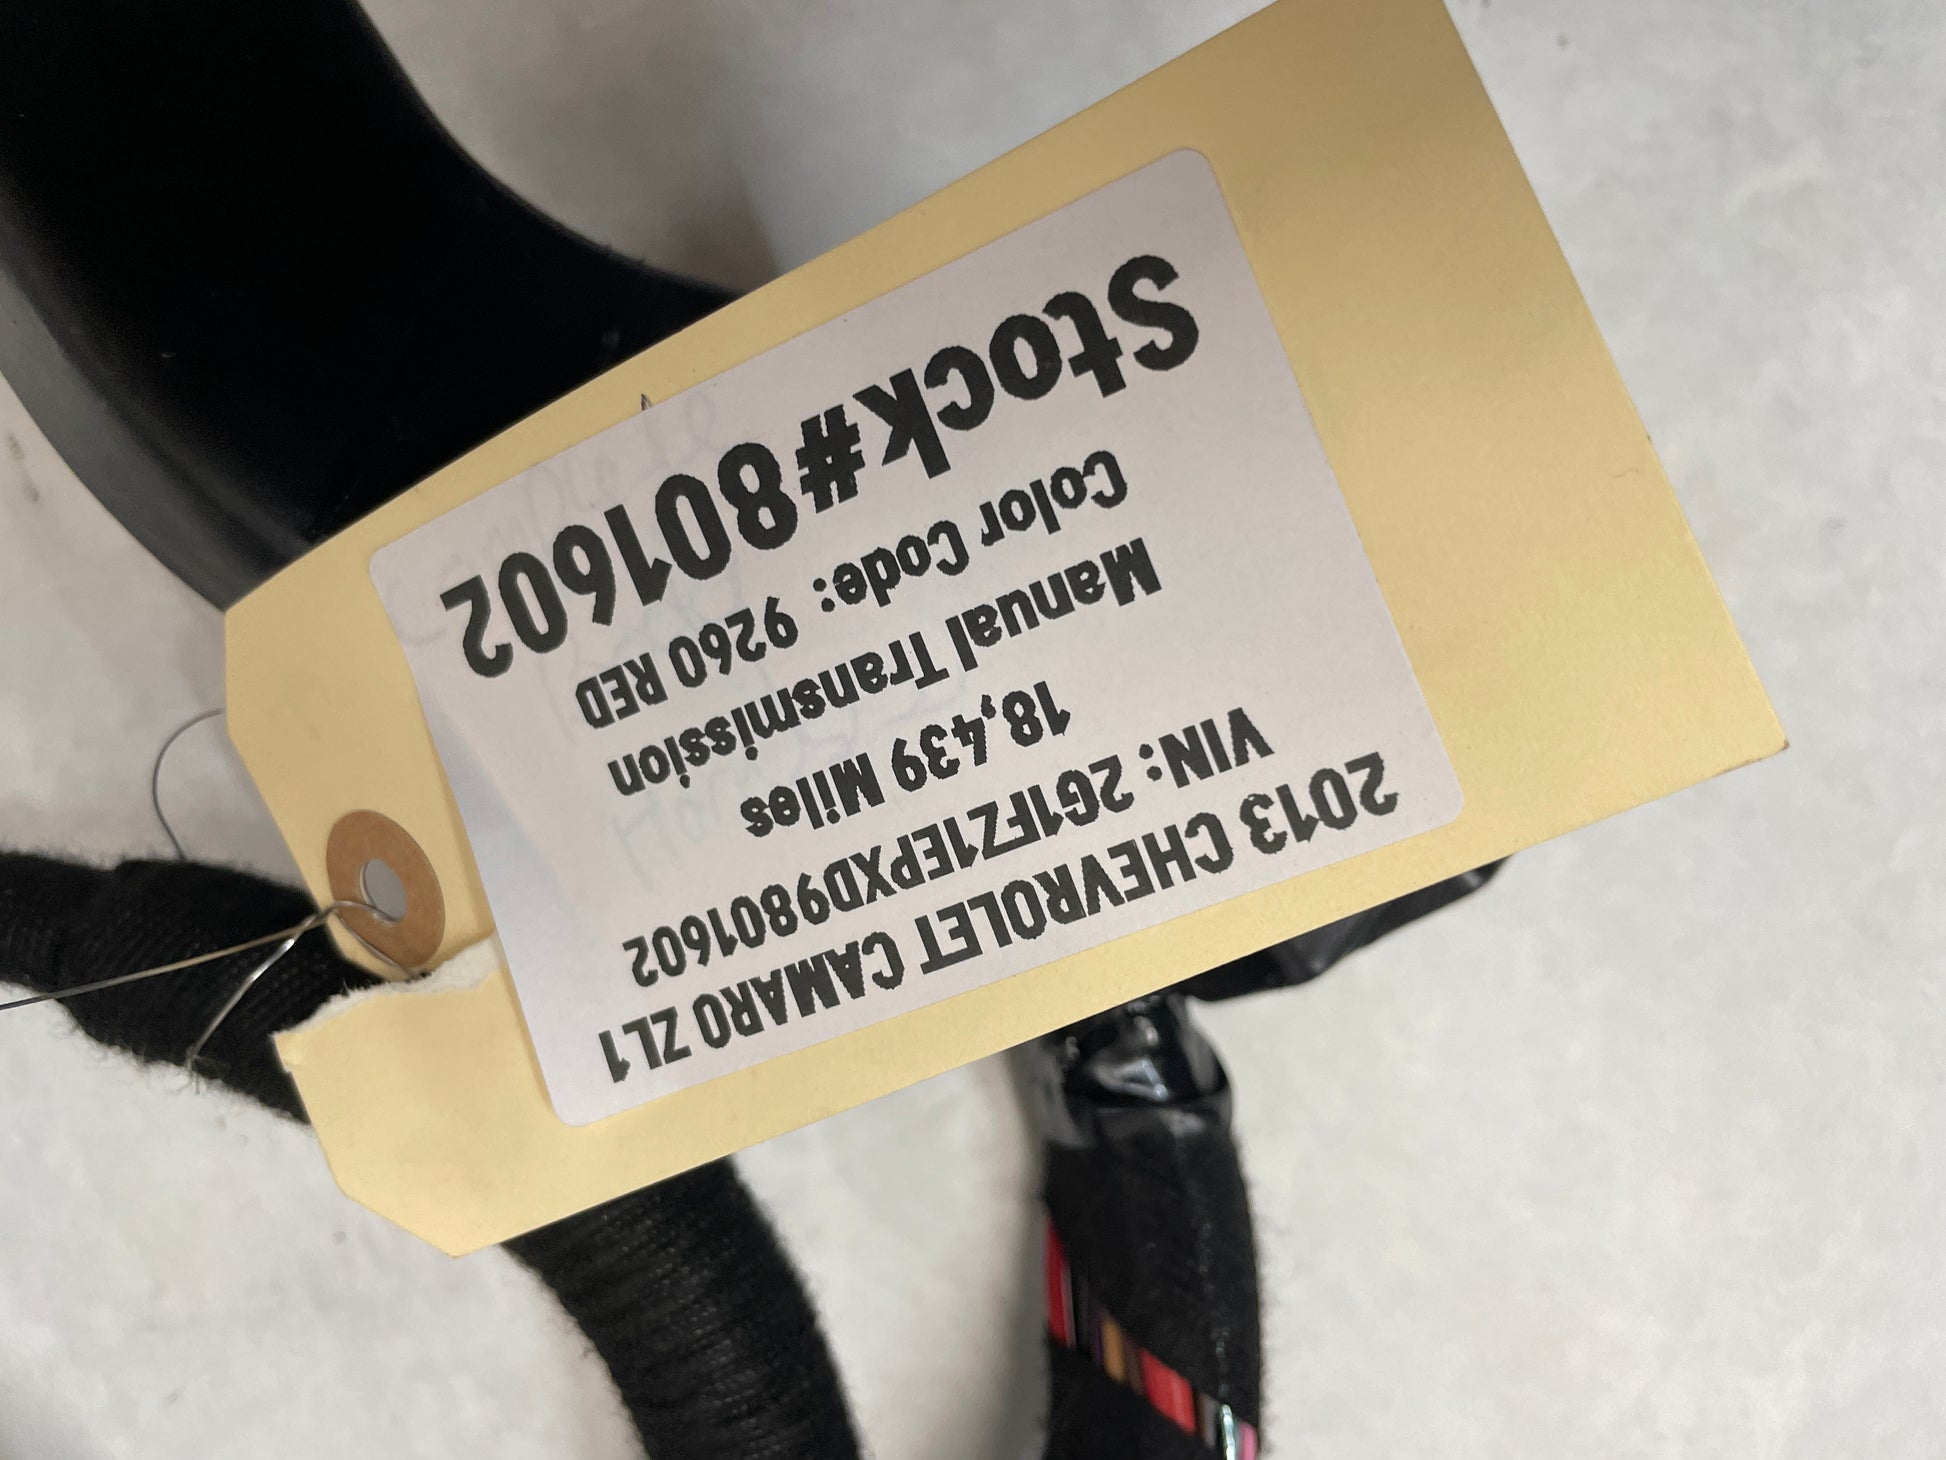 2013 CHEVROLET CAMARO ZL1
VIN: 2G1FZ1EPXD9801602
18,439 Miles
Manual Transmission
Color Code: 9260 RED
Stock#801602